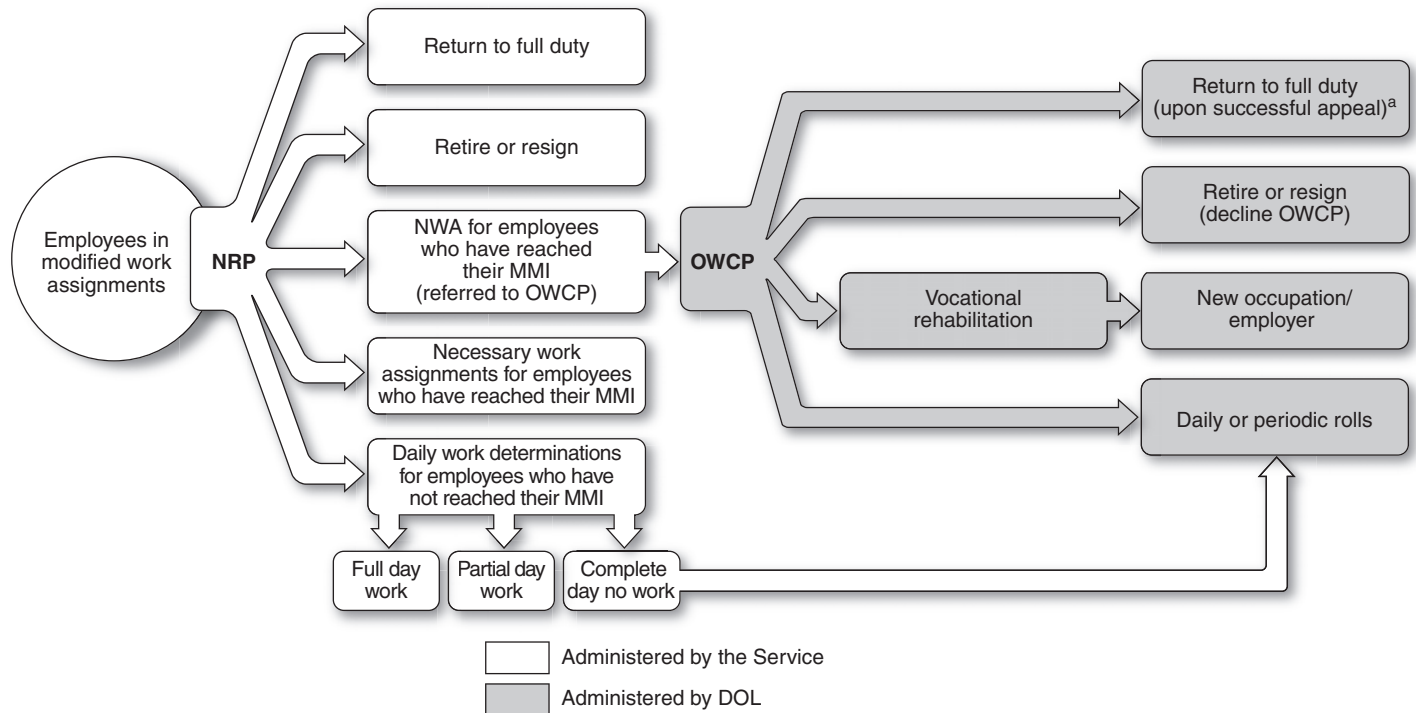 Employees in
modified work
assignments
NRP
Return to full duty
Retire or resign
NWA for employees
who have reached
their MMI
(referred to OWCP)
Necessary work
assignments for employees
who have reached their MMI
Daily work determinations
for employees who have
not reached their MMI
Full day
work
Partial day
work
Complete
day no work
OWCP
Return to full duty
(upon successful appeal)a
Retire or resign
(decline OWCP)
Vocational
rehabilitation
New occupation/
employer
Daily or periodic rolls
Administered by the Service
Administered by DOL